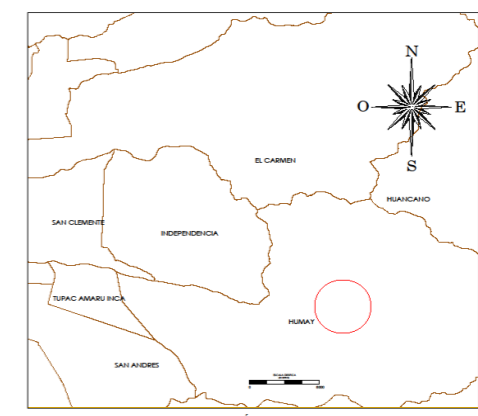 N
O E
S
EL CARMEN
HUANCANO
SAN CLEMENTE
INDEPENDENCIA
TUPAC AMARU INCA
HUMAY
SAN ANDRES